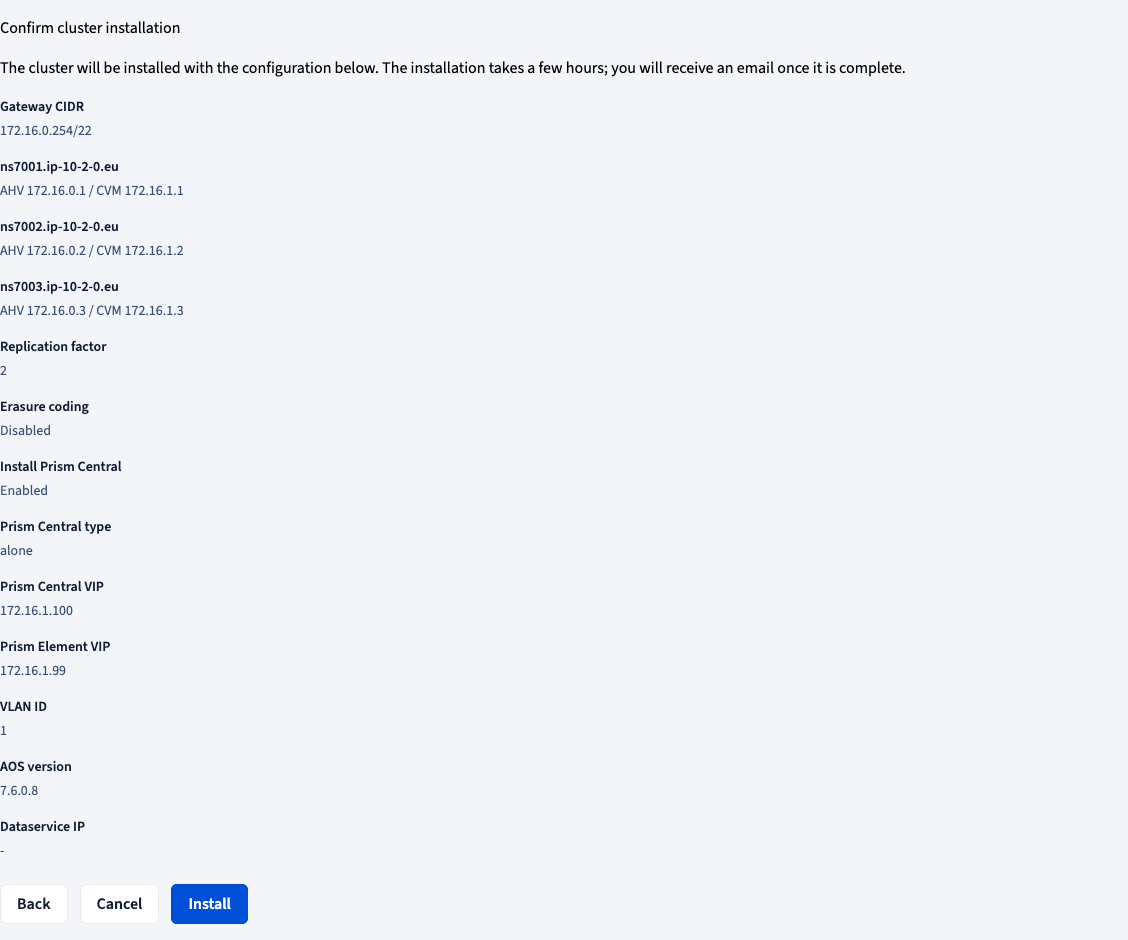 Confirm cluster installation
The cluster will be installed with the configuration below. The installation takes a few hours; you will receive an email once it is complete.
Gateway CIDR
172.16.0.254/22
ns7001.ip-10-2-0.eu
AHV 172.16.0.1 / CVM 172.16.1.1
ns7002.ip-10-2-0.eu
AHV 172.16.0.2 / CVM 172.16.1.2
ns7003.ip-10-2-0.eu
AHV 172.16.0.3 / CVM 172.16.1.3
Replication factor
2
Erasure coding
Disabled
Install Prism Central
Enabled
Prism Central type
alone
Prism Central VIP
172.16.1.100
Prism Element VIP
172.16.1.99
VLAN ID
1
AOS version
7.6.0.8
Dataservice IP
-
Back Cancel Install